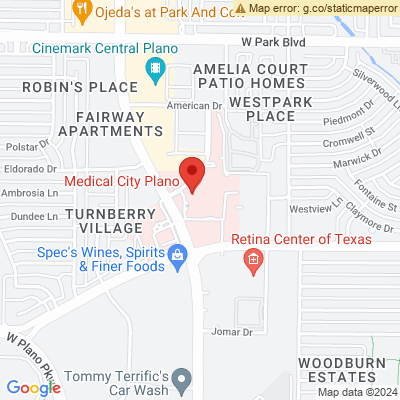 Map error: g.co/staticmaperror
Ojeda's at Park And Coit
W Park Blvd
Cinemark Central Plano
AMELIA COURT
PATIO HOMES
Silverwood Ln
ROBIN'S PLACE
American Dr
WESTPARK
PLACE
Piedmont Dr
FAIRWAY
APARTMENTS
Cromwell St
Polstar Dr
Marwick Dr
Eldorado Dr
Medical City Plano
Ambrosia Ln
Fontaine St
Dundee Ln
TURNBERRY
VILLAGE
Westview Ln
Claymore Dr
Retina Center of Texas
Spec's Wines, Spirits
& Finer Foods
Jomar Dr
W Plano Pkwy
WOODBURN
ESTATES
Tommy Terrific's
Car Wash
Google
Map data ©2024